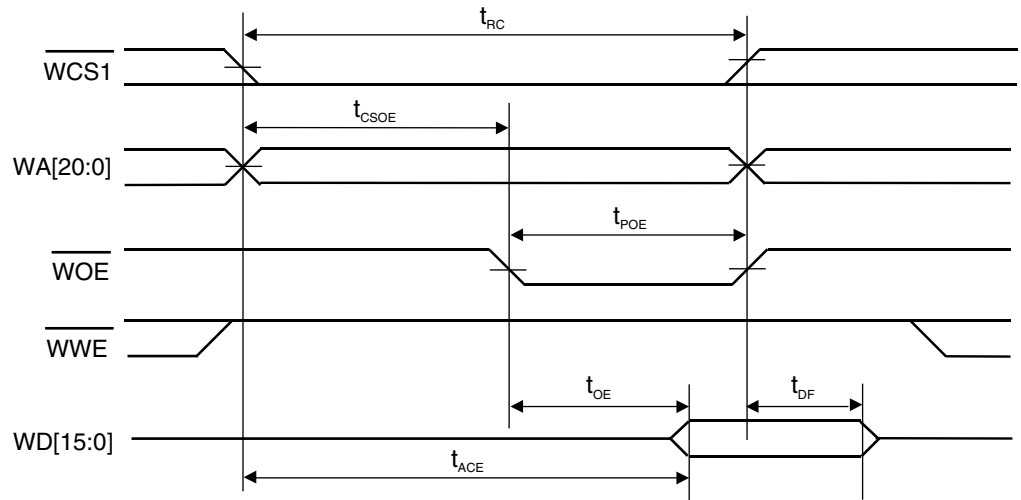 tRC
WCS1
tCSOE
WA[20:0]
tPOE
WOE
WWE
tOE
tDF
WD[15:0]
tACE